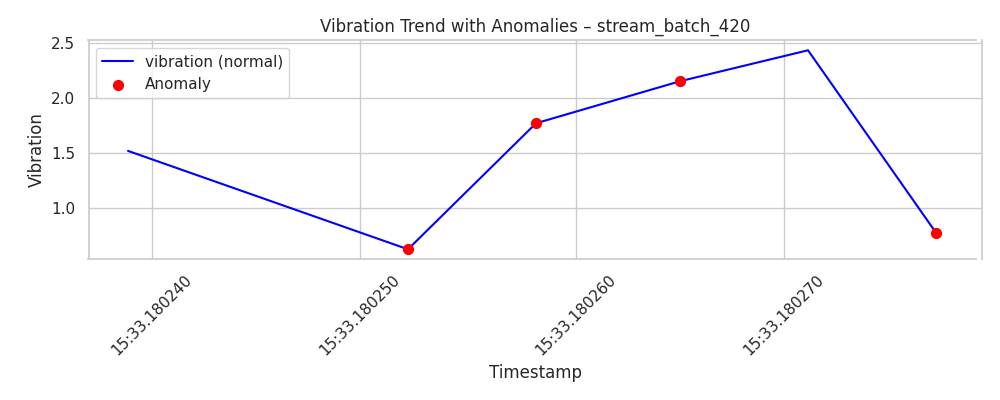 Vibration Trend with Anomalies – stream_batch_420
vibration (normal)
Anomaly
Vibration
2.5
2.0
1.5
1.0
15:33.180240
15:33.180250
15:33.180260
15:33.180270
Timestamp